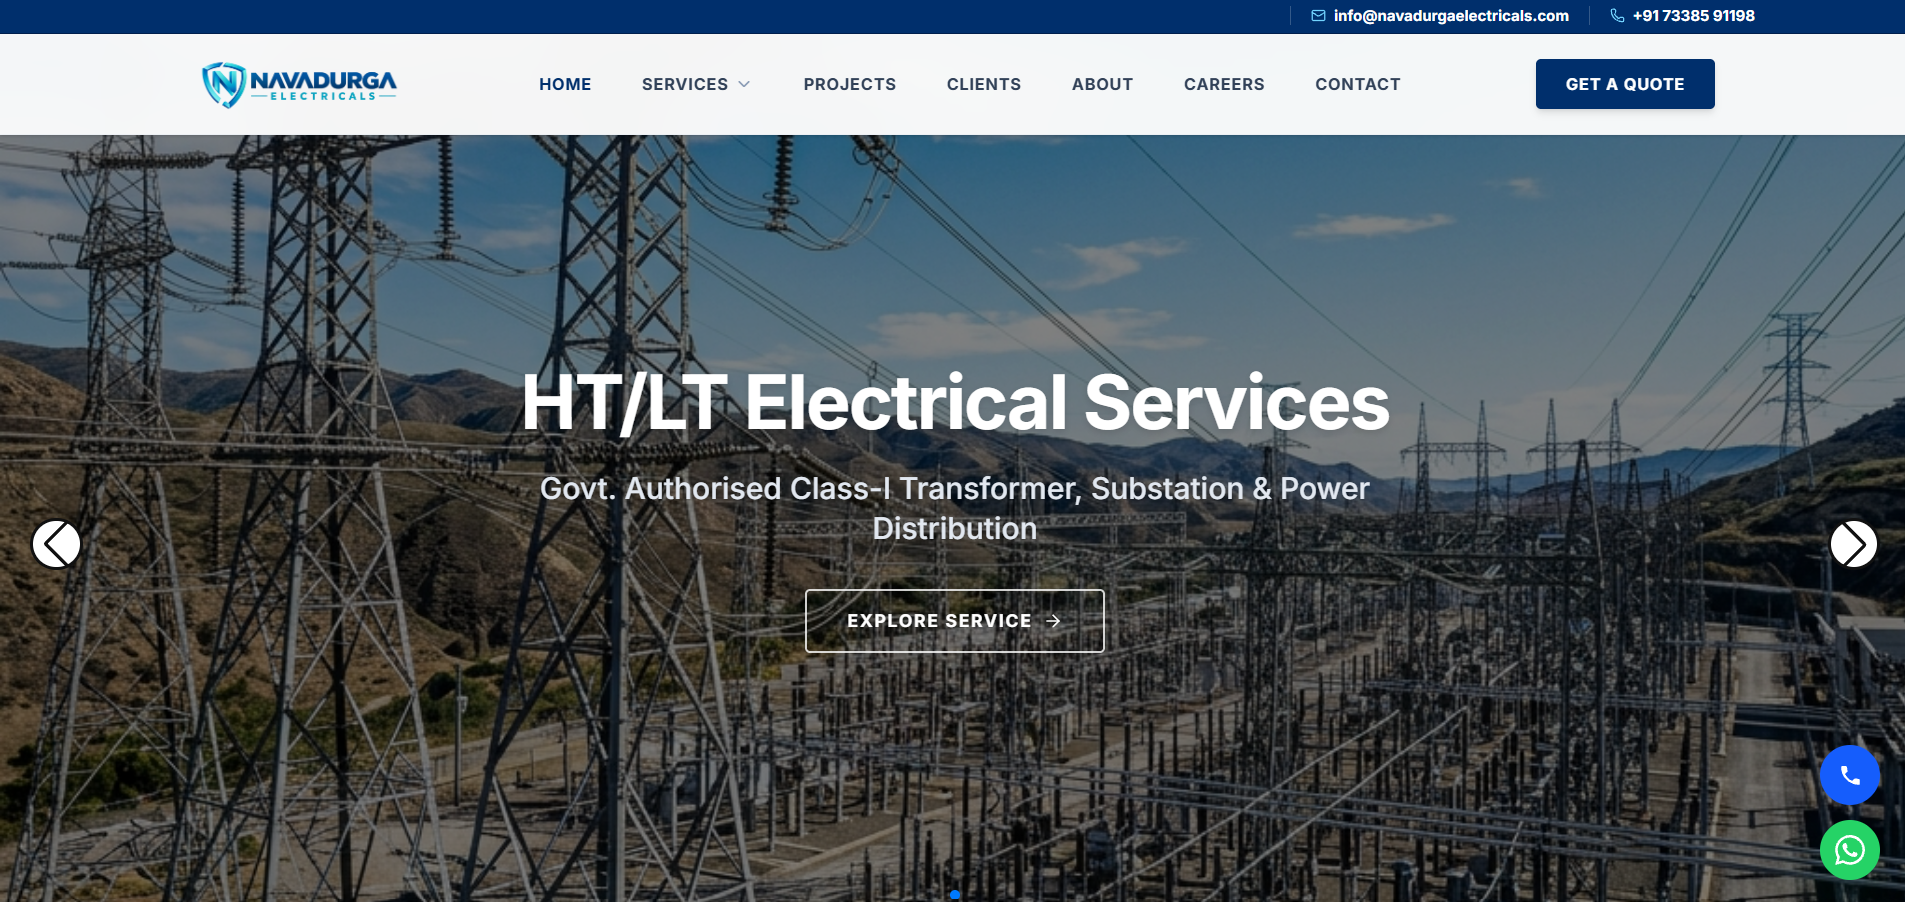 info@navadurgaelectricals.com
+91 73385 91198
NAVADURGA
ELECTRICALS
HOME
SERVICES
PROJECTS
CLIENTS
ABOUT
CAREERS
CONTACT
GET A QUOTE
HT/LT Electrical Services
Govt. Authorised Class-I Transformer, Substation & Power
Distribution
EXPLORE SERVICE